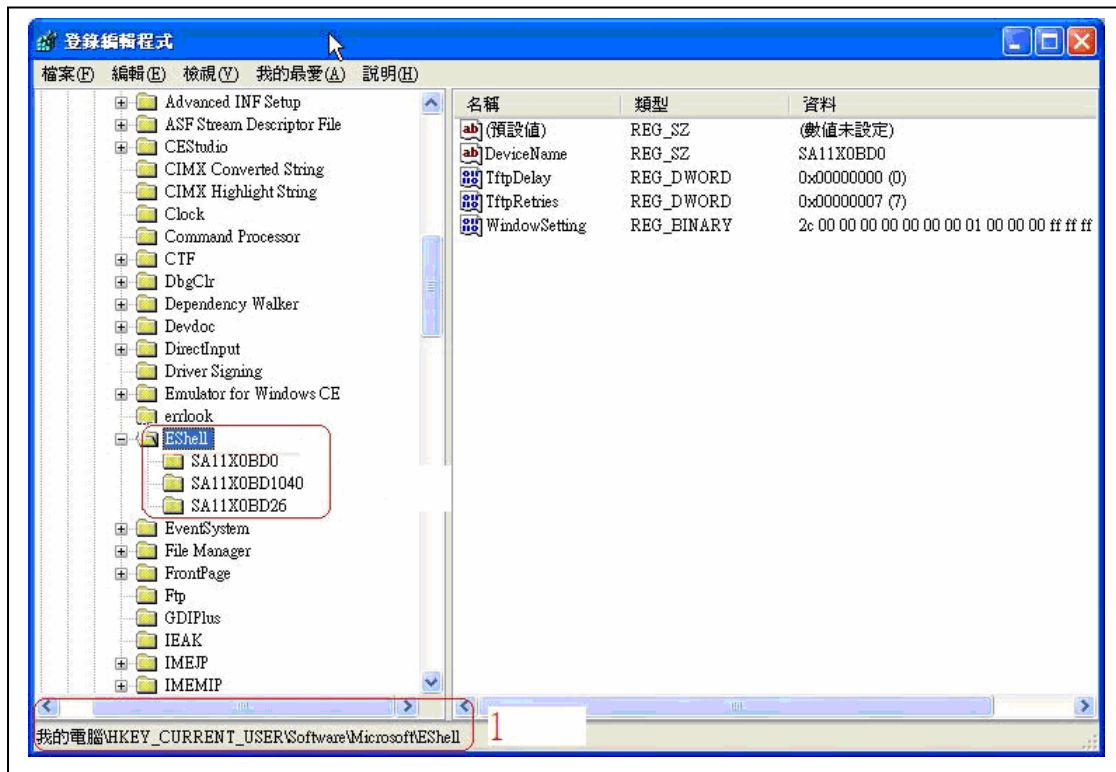 登錄編輯程式
檔案(F) 編輯(E) 檢視(V) 我的最愛(A) 說明(H)
Advanced INF Setup
ASF Stream Descriptor File
CEStudio
CIMX Converted String
CIMX Highlight String
Clock
Command Processor
CTF
DbgClr
Dependency Walker
Devdoc
DirectInput
Driver Signing
Emulator for Windows CE
errlook
EShell
SA11X0BD0
SA11X0BD1040
SA11X0BD26
EventSystem
File Manager
FrontPage
Ftp
GDIPlus
IEAK
IMEJP
IMEMIP
名稱 類型 資料
(預設值) REG_SZ (數值未設定)
DeviceName REG_SZ SA11X0BD0
TftpDelay REG_DWORD 0x00000000 (0)
TftpRetries REG_DWORD 0x00000007 (7)
WindowSetting REG_BINARY 2c 00 00 00 00 00 00 00 01 00 00 00 ff ff ff
我的電腦\HKEY_CURRENT_USER\Software\Microsoft\EShell
1